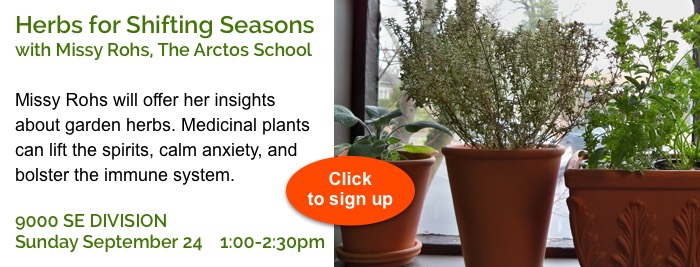 Herbs for Shifting Seasons
with Missy Rohs, The Arctos School
Missy Rohs will offer her insights
about garden herbs. Medicinal plants
can lift the spirits, calm anxiety, and
bolster the immune system.
Click
to sign up
9000 SE DIVISION
Sunday September 24 1:00-2:30pm